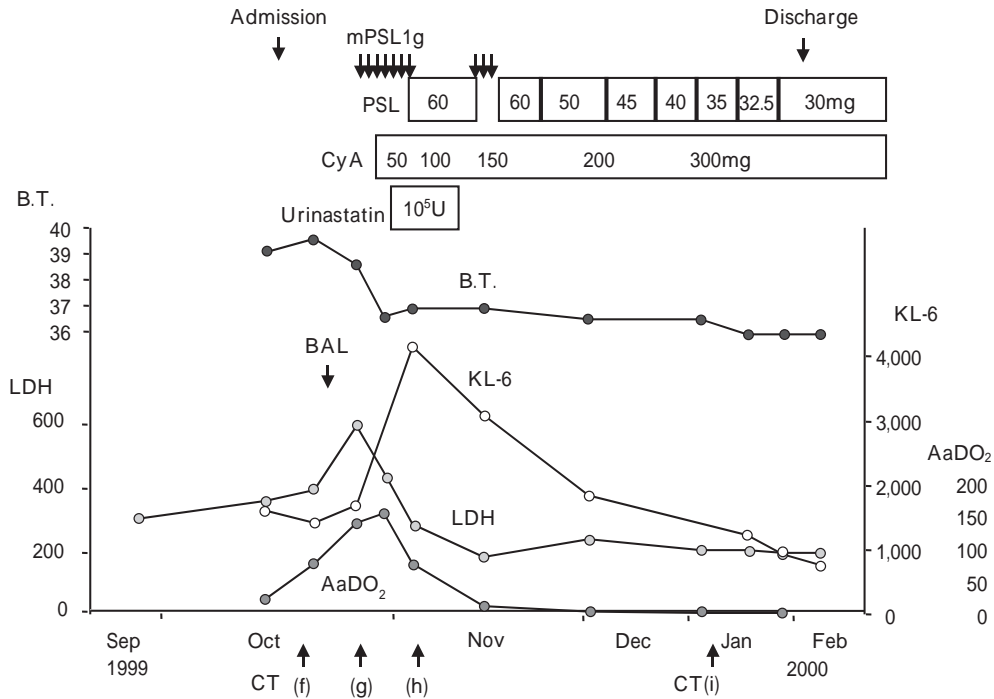 Admission
Discharge
mPSL1g
PSL 60 60 50 45 40 35 32.5 30mg
CyA 50 100 150 200 300mg
Urinastatin 10⁵U
B.T.
40
39
38
37
36
B.T.
KL-6
BAL
4,000
LDH
KL-6
600
3,000
AaDO₂
400
2,000
200
LDH
150
200
1,000
100
AaDO₂
50
0
0
0
Sep Oct Nov Dec Jan Feb
1999 2000
CT (f) (g) (h) CT(i)